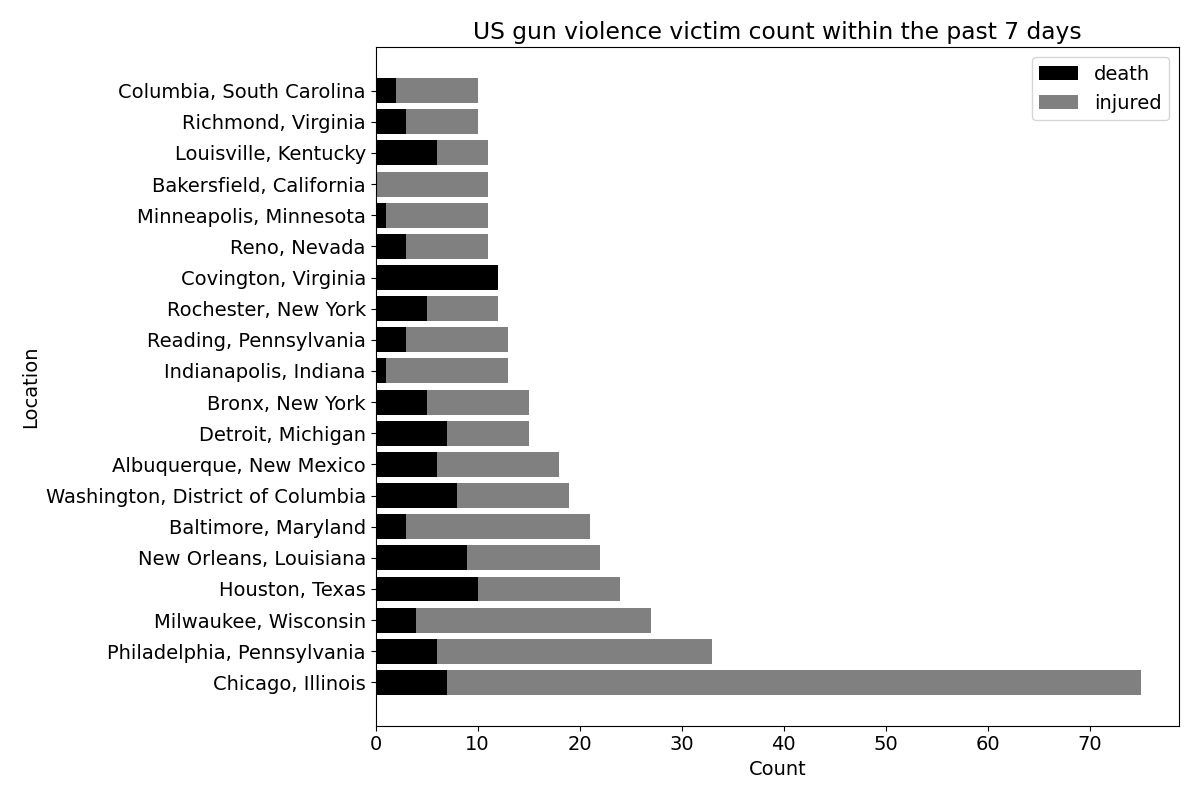 US gun violence victim count within the past 7 days
death
injured
Location
Columbia, South Carolina
Richmond, Virginia
Louisville, Kentucky
Bakersfield, California
Minneapolis, Minnesota
Reno, Nevada
Covington, Virginia
Rochester, New York
Reading, Pennsylvania
Indianapolis, Indiana
Bronx, New York
Detroit, Michigan
Albuquerque, New Mexico
Washington, District of Columbia
Baltimore, Maryland
New Orleans, Louisiana
Houston, Texas
Milwaukee, Wisconsin
Philadelphia, Pennsylvania
Chicago, Illinois
0 10 20 30 40 50 60 70
Count